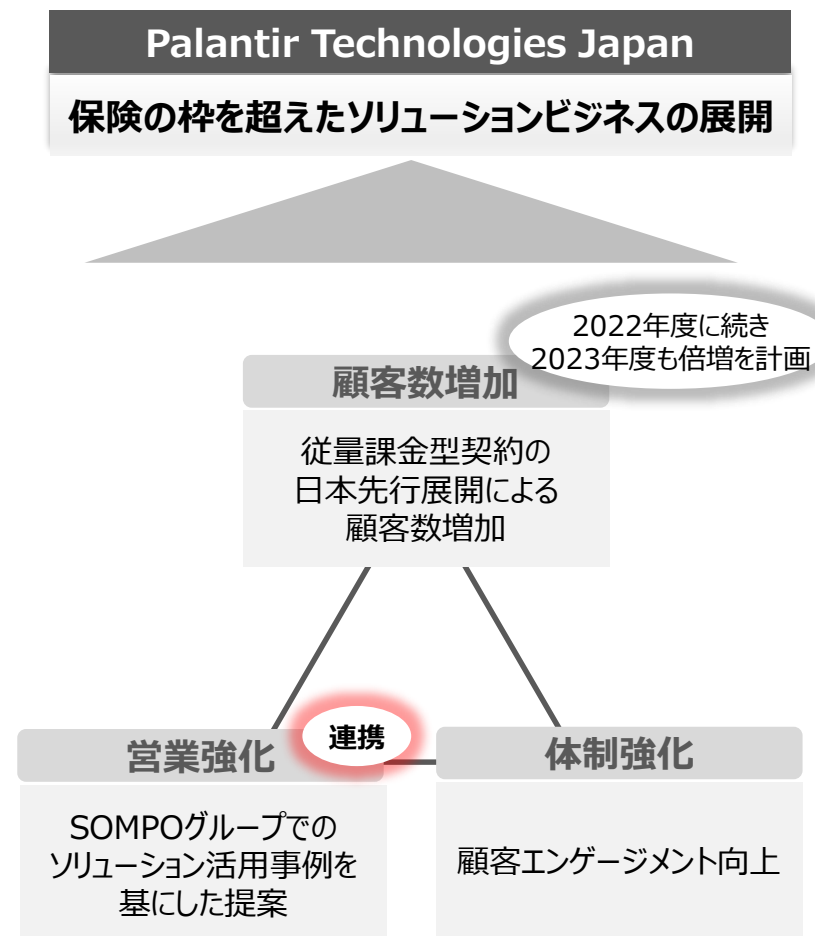 Palantir Technologies Japan
保険の枠を超えたソリューションビジネスの展開
2022年度に続き
2023年度も倍増を計画
顧客数増加
従量課金型契約の
日本先行展開による
顧客数増加
連携
営業強化
SOMPOグループでの
ソリューション活用事例を
基にした提案
体制強化
顧客エンゲージメント向上